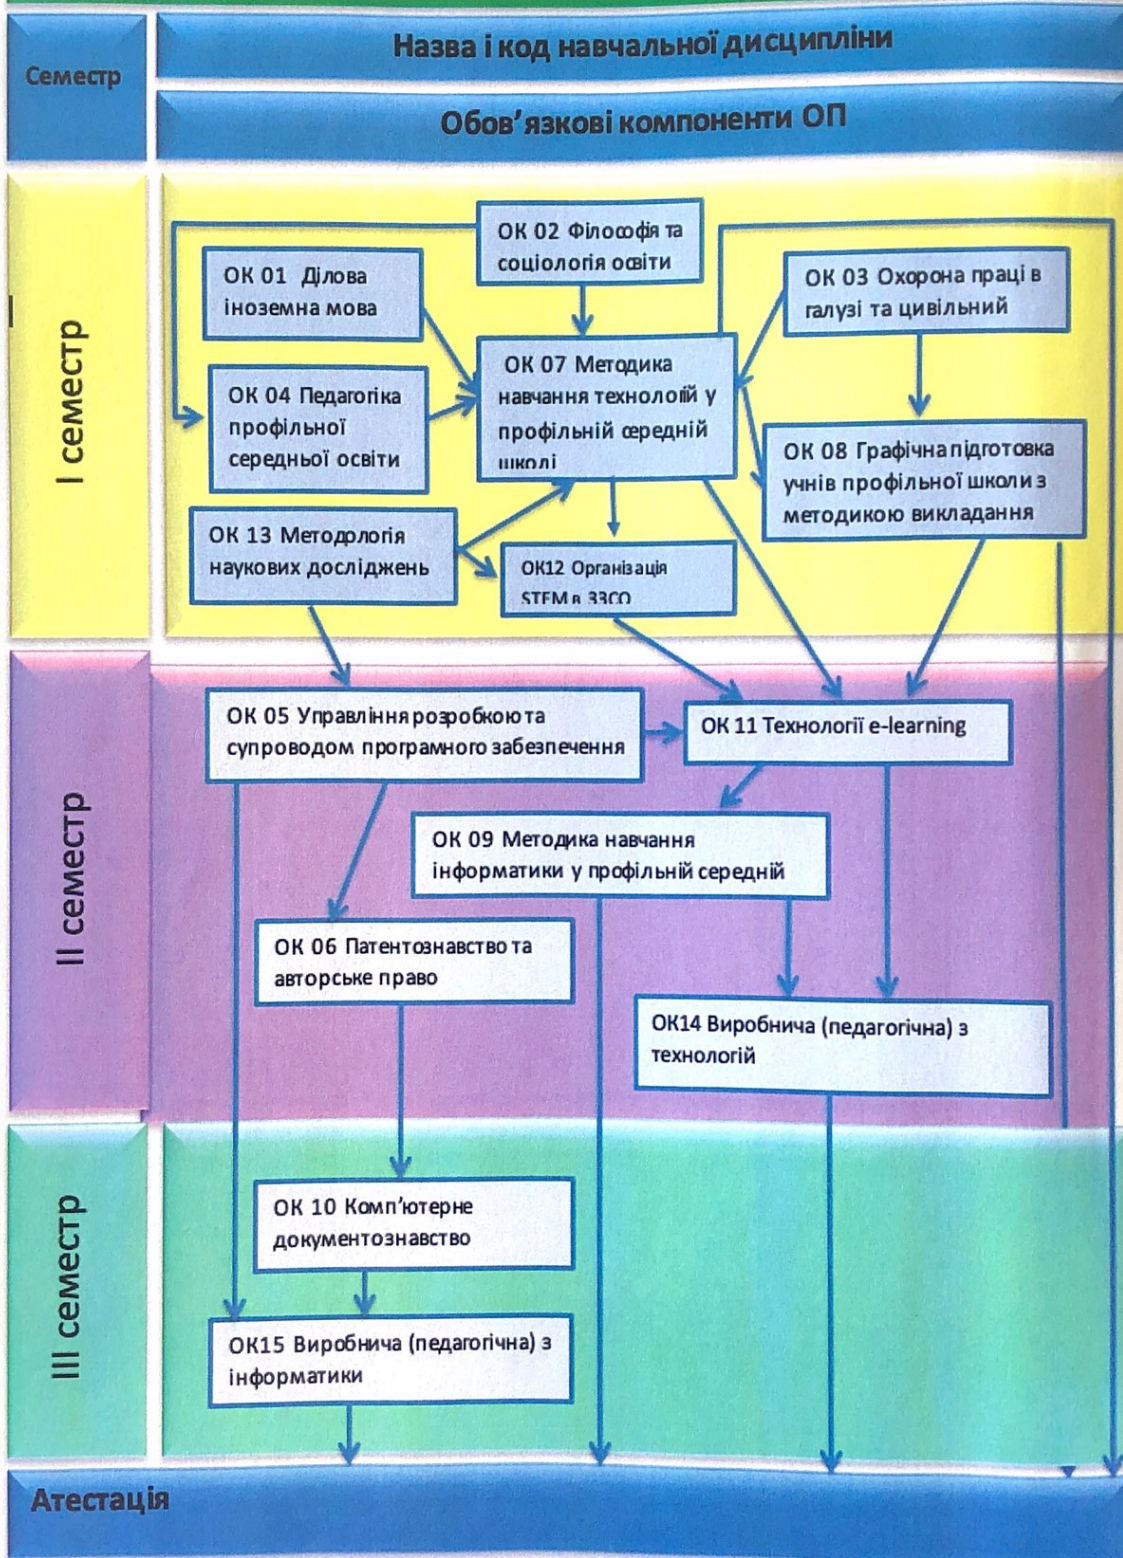 Семестр
Назва і код навчальної дисципліни
Обов'язкові компоненти ОП
І семестр
ОК 02 Філософія та
соціологія освіти
ОК 01 Ділова
іноземна мова
ОК 03 Охорона праці в
галузі та цивільний
ОК 07 Методика
навчання технологій у
профільній середній
школі
ОК 04 Педагогіка
профільної
середньої освіти
ОК 08 Графічна підготовка
учнів профільної школи з
методикою викладання
ОК 13 Методологія
наукових досліджень
ОК12 Організація
STEM в ЗЗСО
ІІ семестр
ОК 05 Управління розробкою та
супроводом програмного забезпечення
ОК 11 Технології e-learning
ОК 09 Методика навчання
інформатики у профільній середній
ОК 06 Патентознавство та
авторське право
ОК14 Виробнича (педагогічна) з
технологій
ІІІ семестр
ОК 10 Комп'ютерне
документознавство
ОК15 Виробнича (педагогічна) з
інформатики
Атестація